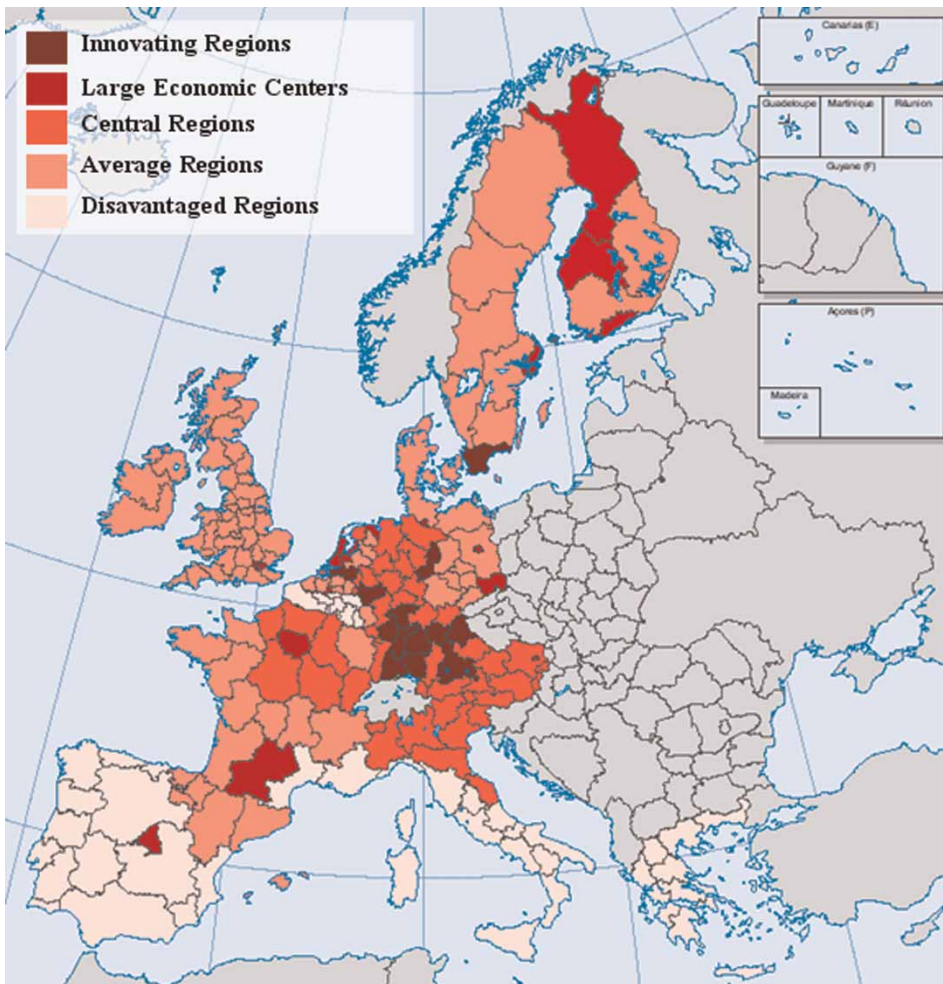 Innovating Regions
Large Economic Centers
Central Regions
Average Regions
Disavantaged Regions
Canarias (E)
Guadeloupe
Martinique
Réunion
Guyane (F)
Açores (P)
Madeira